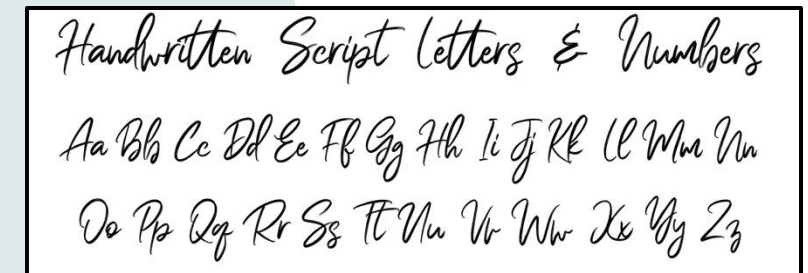 Handwritten Script Letters & Numbers
Aa Bb Cc Dd Ee Ff Gg Hh Ii Jj Kk Ll Mm Nn
Oo Pp Qq Rr Ss Tt Uu Vv Ww Xx Yy Zz